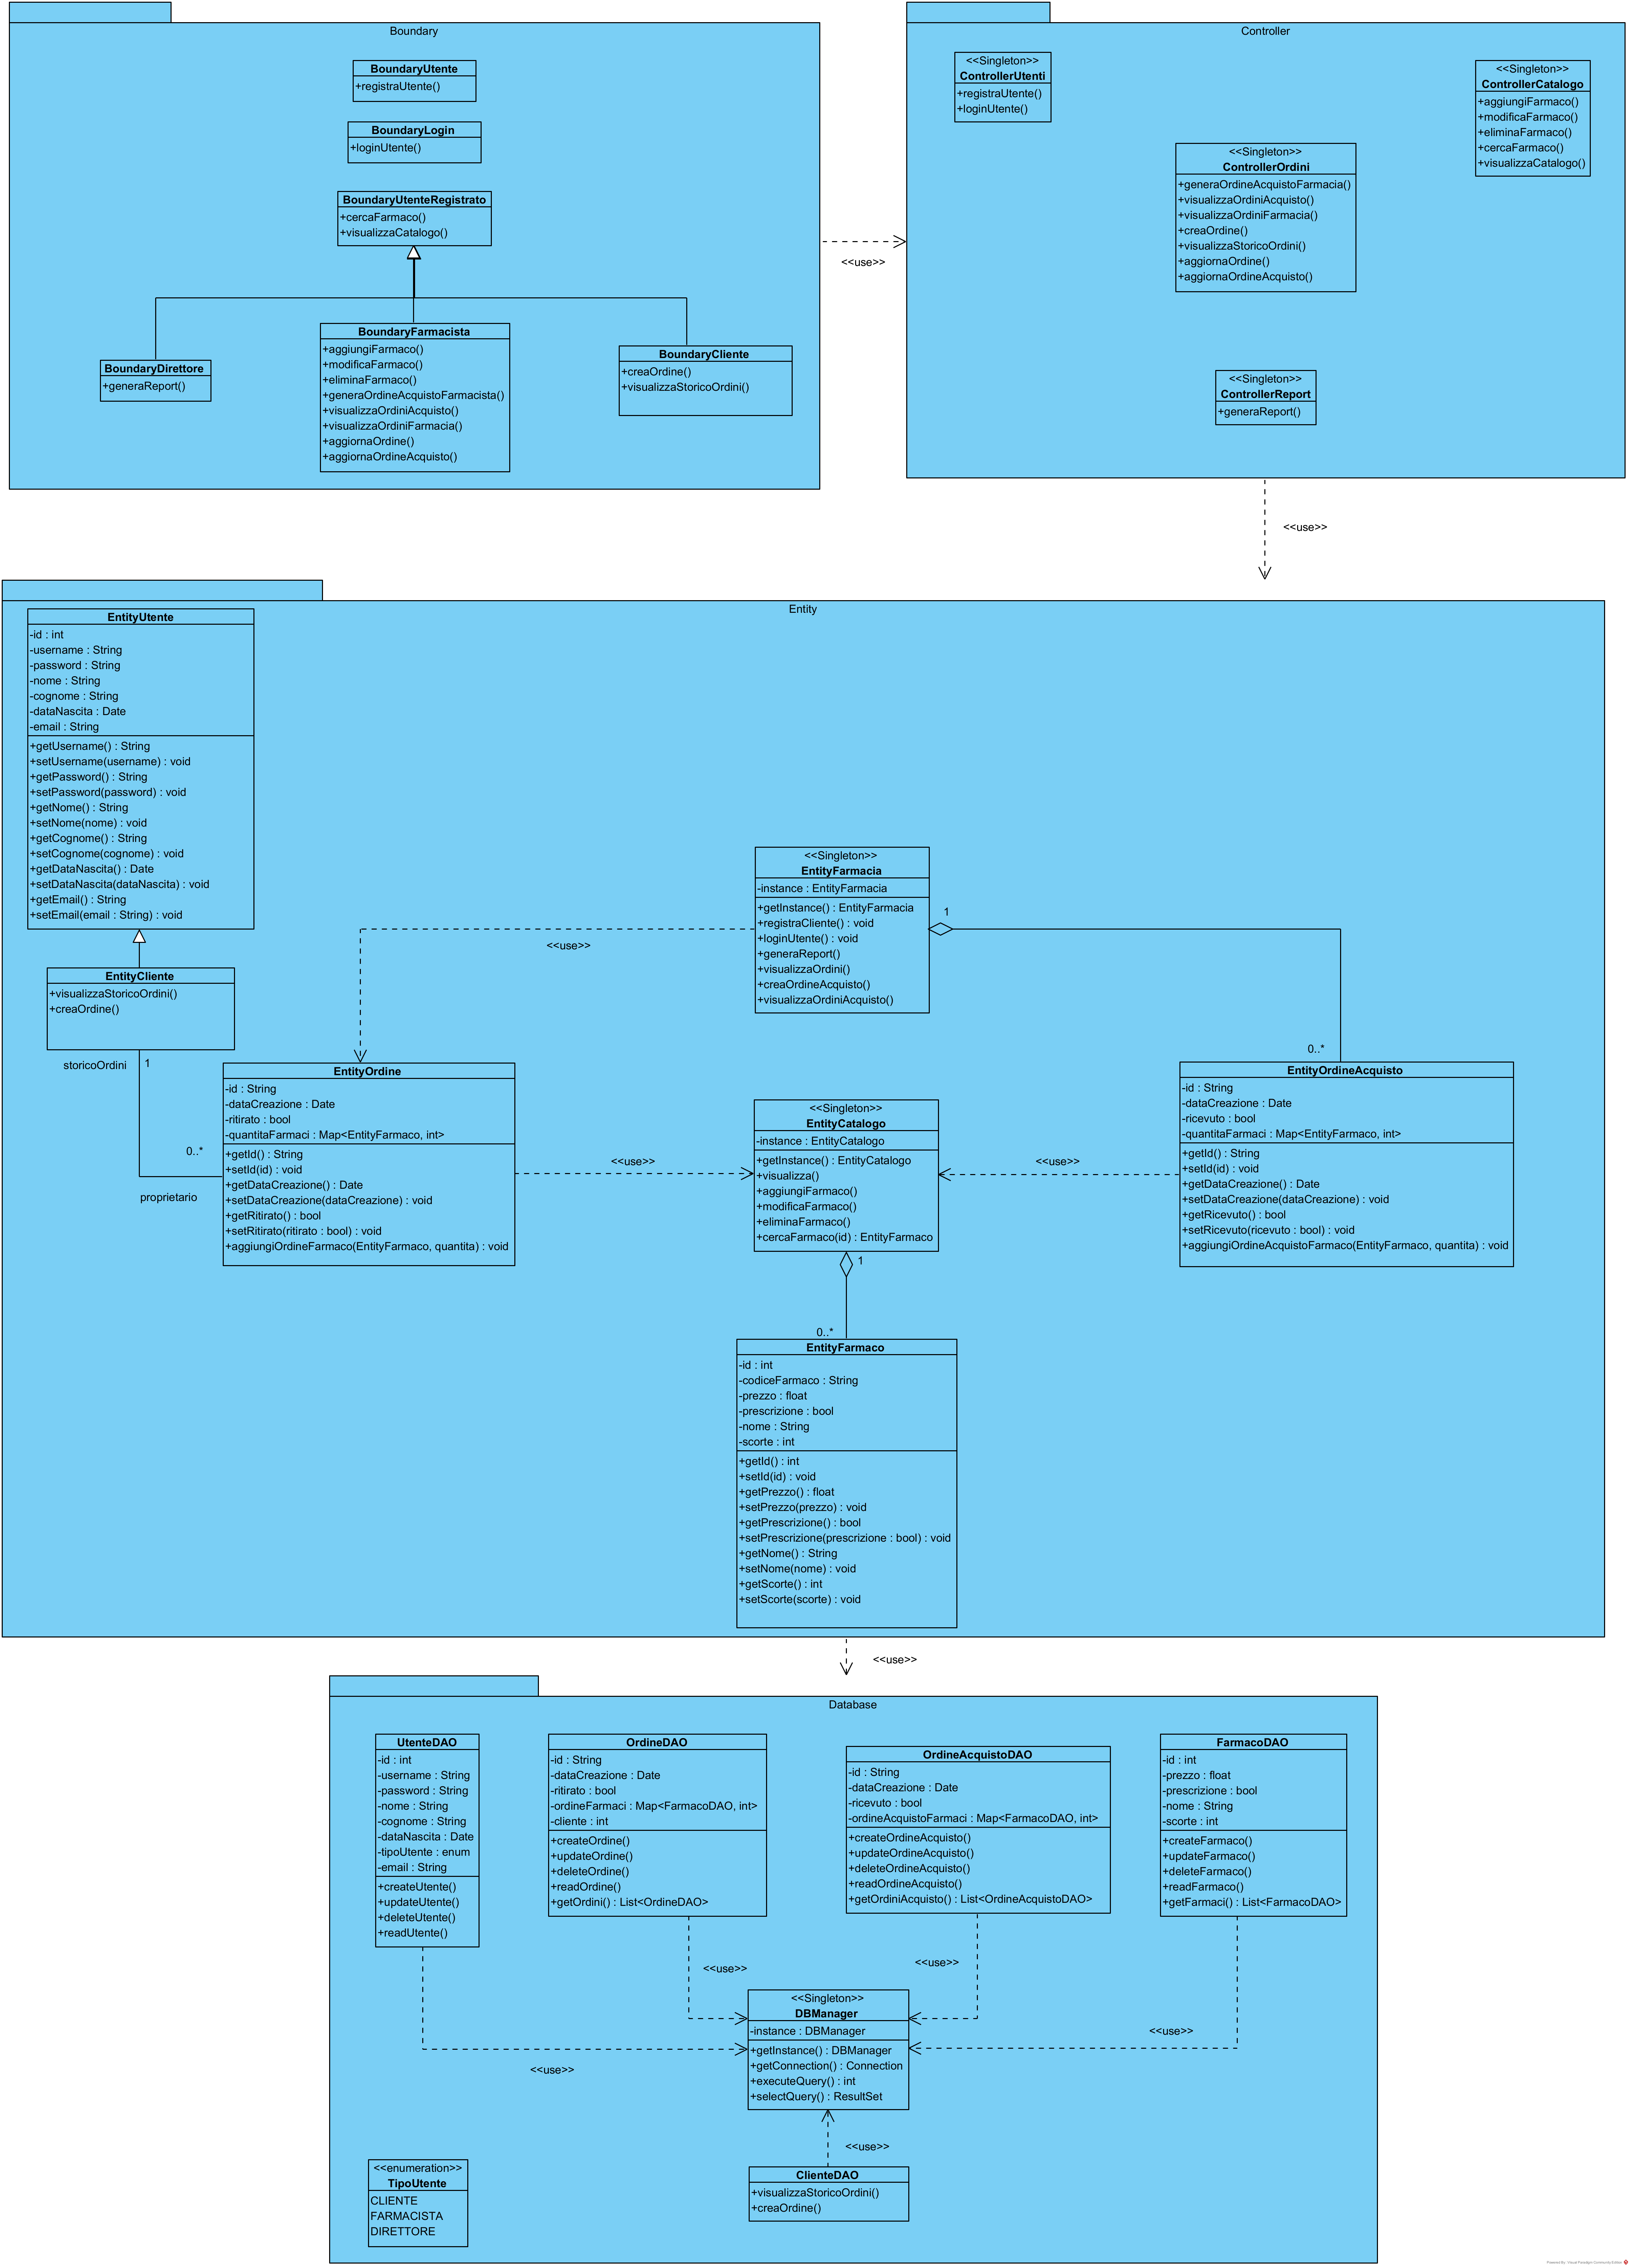 Boundary
BoundaryUtente
+registraUtente()
BoundaryLogin
+loginUtente()
BoundaryUtenteRegistrato
+cercaFarmaco()
+visualizzaCatalogo()
BoundaryDirettore
+generaReport()
BoundaryFarmacista
+aggiungiFarmaco()
+modificaFarmaco()
+eliminaFarmaco()
+generaOrdineAcquistoFarmacista()
+visualizzaOrdiniAcquisto()
+visualizzaOrdiniFarmacia()
+aggiornaOrdine()
+aggiornaOrdineAcquisto()
BoundaryCliente
+creaOrdine()
+visualizzaStoricoOrdini()
<<use>>
Controller
<<Singleton>>
ControllerUtenti
+registraUtente()
+loginUtente()
<<Singleton>>
ControllerCatalogo
+aggiungiFarmaco()
+modificaFarmaco()
+eliminaFarmaco()
+cercaFarmaco()
+visualizzaCatalogo()
<<Singleton>>
ControllerOrdini
+generaOrdineAcquistoFarmacia()
+visualizzaOrdiniAcquisto()
+visualizzaOrdiniFarmacia()
+creaOrdine()
+visualizzaStoricoOrdini()
+aggiornaOrdine()
+aggiornaOrdineAcquisto()
<<Singleton>>
ControllerReport
+generaReport()
<<use>>
Entity
EntityUtente
-id : int
-username : String
-password : String
-nome : String
-cognome : String
-dataNascita : Date
-email : String
+getUsername() : String
+setUsername(username) : void
+getPassword() : String
+setPassword(password) : void
+getNome() : String
+setNome(nome) : void
+getCognome() : String
+setCognome(cognome) : void
+getDataNascita() : Date
+setDataNascita(dataNascita) : void
+getEmail() : String
+setEmail(email : String) : void
EntityCliente
+visualizzaStoricoOrdini()
+creaOrdine()
storicoOrdini
1
0..*
proprietario
<<Singleton>>
EntityFarmacia
-instance : EntityFarmacia
+getInstance() : EntityFarmacia
+registraCliente() : void
+loginUtente() : void
+generaReport()
+visualizzaOrdini()
+creaOrdineAcquisto()
+visualizzaOrdiniAcquisto()
<<use>>
1
0..*
EntityOrdine
-id : String
-dataCreazione : Date
-ritirato : bool
-quantitaFarmaci : Map<EntityFarmaco, int>
+getId() : String
+setId(id) : void
+getDataCreazione() : Date
+setDataCreazione(dataCreazione) : void
+getRitirato() : bool
+setRitirato(ritirato : bool) : void
+aggiungiOrdineFarmaco(EntityFarmaco, quantita) : void
<<use>>
<<Singleton>>
EntityCatalogo
-instance : EntityCatalogo
+getInstance() : EntityCatalogo
+visualizza()
+aggiungiFarmaco()
+modificaFarmaco()
+eliminaFarmaco()
+cercaFarmaco(id) : EntityFarmaco
<<use>>
EntityOrdineAcquisto
-id : String
-dataCreazione : Date
-ricevuto : bool
-quantitaFarmaci : Map<EntityFarmaco, int>
+getId() : String
+setId(id) : void
+getDataCreazione() : Date
+setDataCreazione(dataCreazione) : void
+getRicevuto() : bool
+setRicevuto(ricevuto : bool) : void
+aggiungiOrdineAcquistoFarmaco(EntityFarmaco, quantita) : void
1
0..*
EntityFarmaco
-id : int
-codiceFarmaco : String
-prezzo : float
-prescrizione : bool
-nome : String
-scorte : int
+getId() : int
+setId(id) : void
+getPrezzo() : float
+setPrezzo(prezzo) : void
+getPrescrizione() : bool
+setPrescrizione(prescrizione : bool) : void
+getNome() : String
+setNome(nome) : void
+getScorte() : int
+setScorte(scorte) : void
<<use>>
Database
UtenteDAO
-id : int
-username : String
-password : String
-nome : String
-cognome : String
-dataNascita : Date
-tipoUtente : enum
-email : String
+createUtente()
+updateUtente()
+deleteUtente()
+readUtente()
OrdineDAO
-id : String
-dataCreazione : Date
-ritirato : bool
-ordineFarmaci : Map<FarmacoDAO, int>
-cliente : int
+createOrdine()
+updateOrdine()
+deleteOrdine()
+readOrdine()
+getOrdini() : List<OrdineDAO>
OrdineAcquistoDAO
-id : String
-dataCreazione : Date
-ricevuto : bool
-ordineAcquistoFarmaci : Map<FarmacoDAO, int>
+createOrdineAcquisto()
+updateOrdineAcquisto()
+deleteOrdineAcquisto()
+readOrdineAcquisto()
+getOrdiniAcquisto() : List<OrdineAcquistoDAO>
FarmacoDAO
-id : int
-prezzo : float
-prescrizione : bool
-nome : String
-scorte : int
+createFarmaco()
+updateFarmaco()
+deleteFarmaco()
+readFarmaco()
+getFarmaci() : List<FarmacoDAO>
<<use>>
<<use>>
<<use>>
<<use>>
<<Singleton>>
DBManager
-instance : DBManager
+getInstance() : DBManager
+getConnection() : Connection
+executeQuery() : int
+selectQuery() : ResultSet
<<use>>
ClienteDAO
+visualizzaStoricoOrdini()
+creaOrdine()
<<enumeration>>
TipoUtente
CLIENTE
FARMACISTA
DIRETTORE
Powered By Visual Paradigm Community Edition